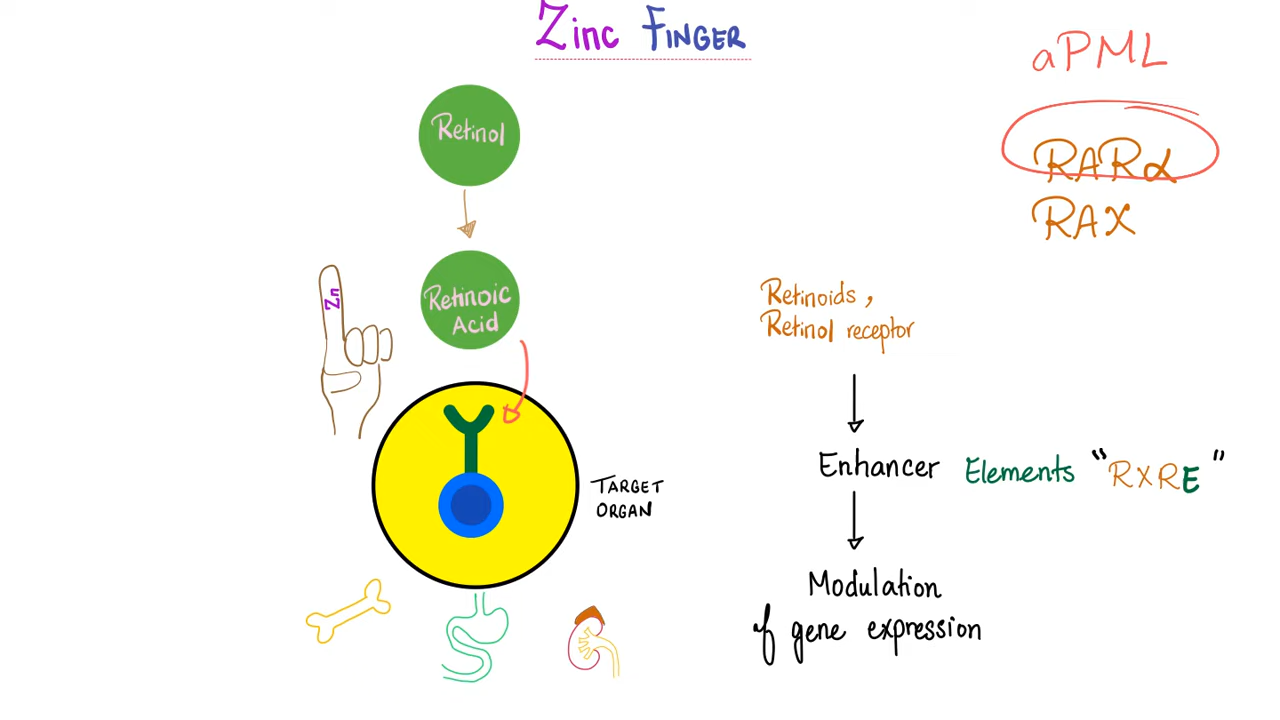 Zinc FINGER
aPML
RARα
RAX
Retinol
Retinoic
Acid
Zn
Retinoids,
Retinol receptor
Enhancer Elements "RXRE"
TARGET
ORGAN
Modulation
of gene expression